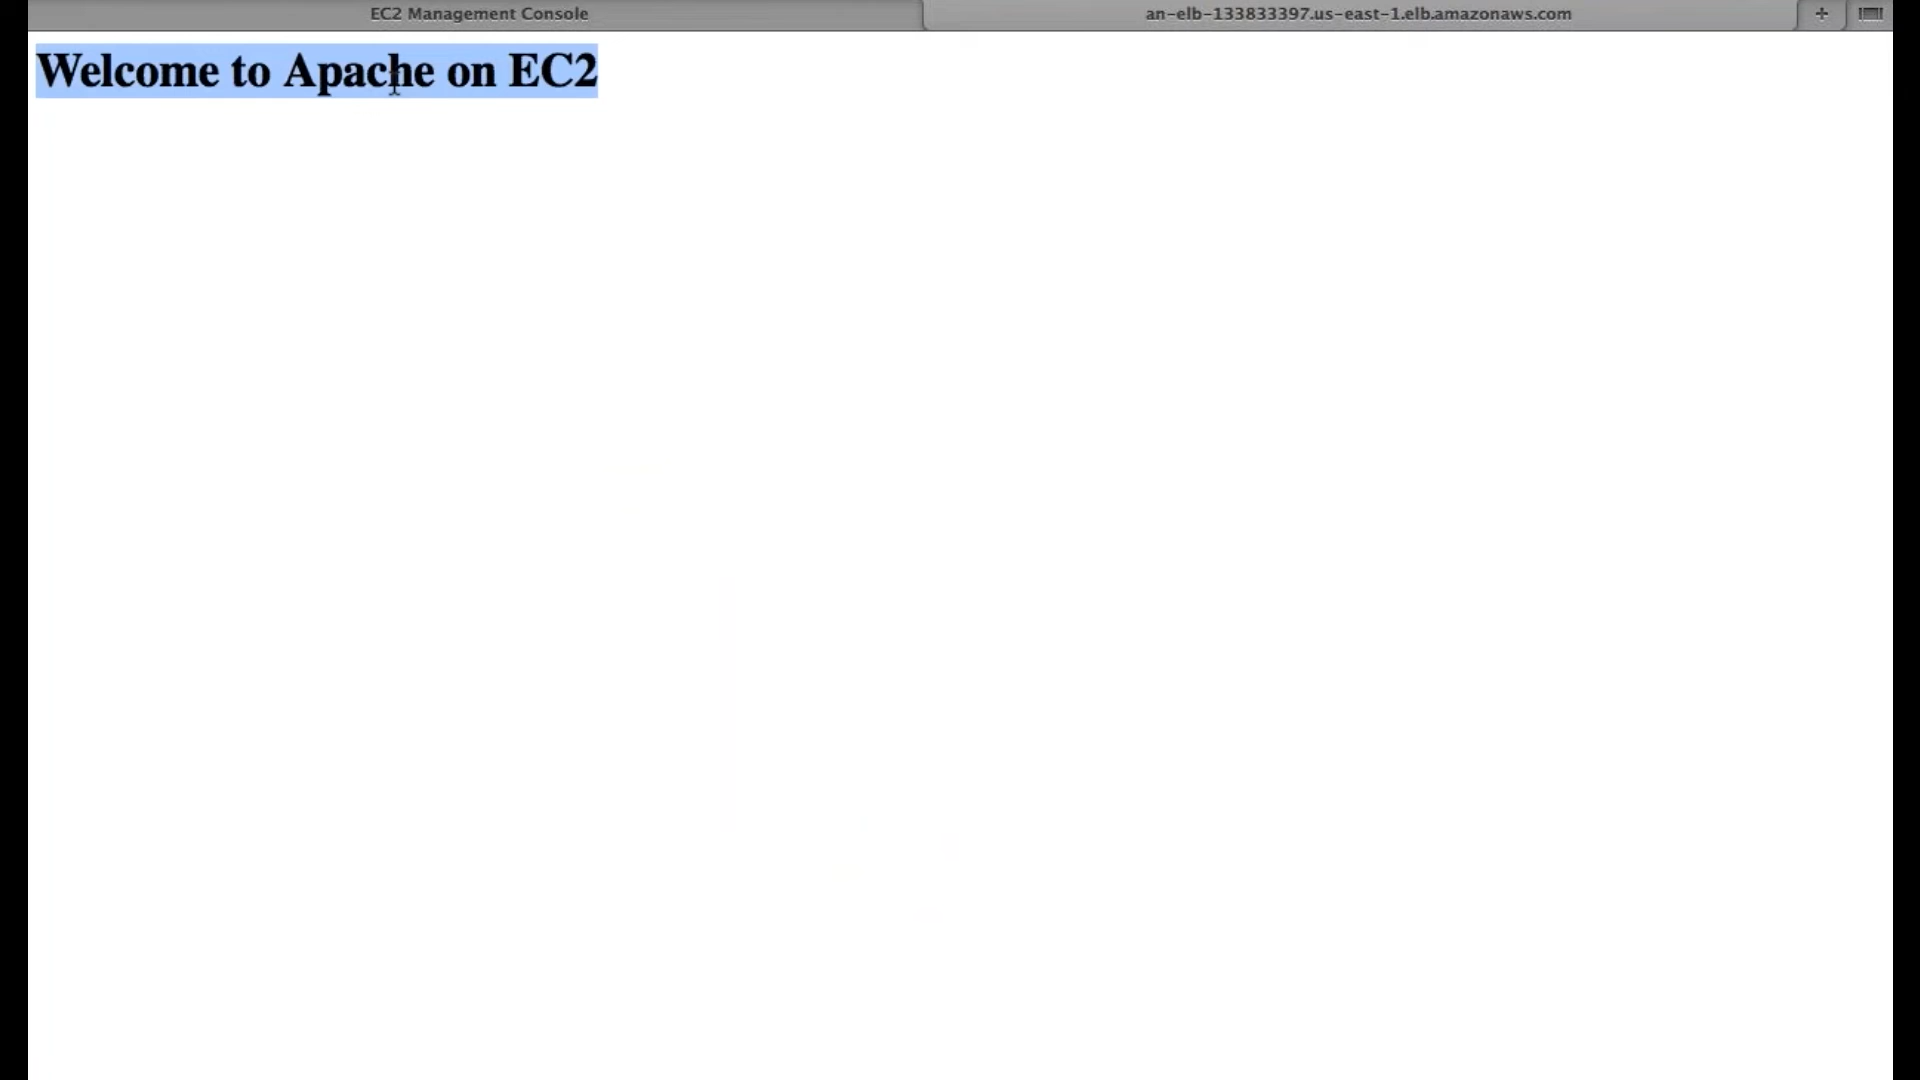 EC2 Management Console
an-elb-133833397.us-east-1.elb.amazonaws.com
Welcome to Apache on EC2